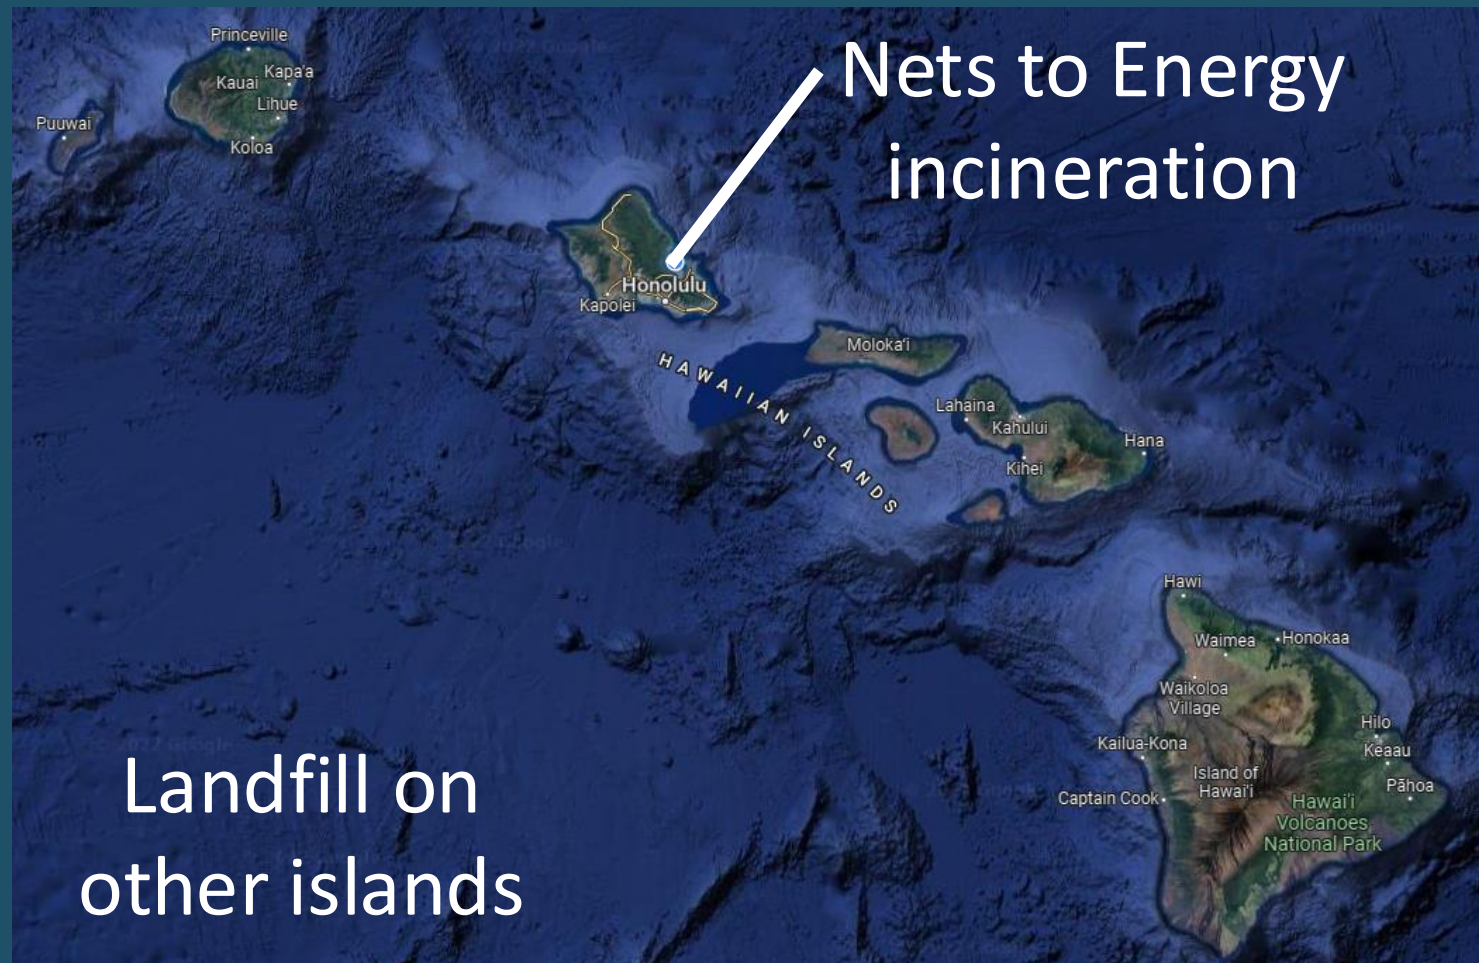 Nets to Energy
incineration
Princeville
Kauai
Kapa'a
Lihue
Puuwai
Koloa
Honolulu
Kapolei
Moloka'i
HAWAIIAN ISLANDS
Lahaina
Kahului
Hana
Kihei
Hawi
Waimea
Honokaa
Waikoloa
Village
Hilo
Kailua-Kona
Keaau
Island of
Hawai'i
Pāhoa
Captain Cook
Hawai'i
Volcanoes
National Park
Landfill on
other islands